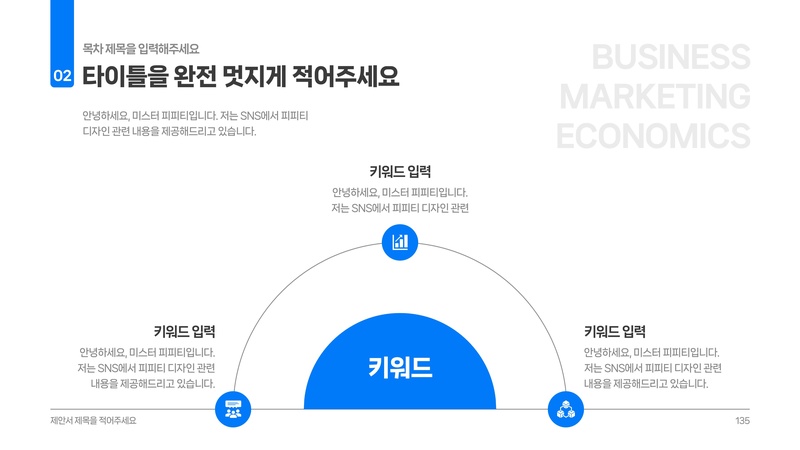 목차 제목을 입력해주세요
02
타이틀을 완전 멋지게 적어주세요
안녕하세요, 미스터 피피티입니다. 저는 SNS에서 피피티
디자인 관련 내용을 제공해드리고 있습니다.
BUSINESS
MARKETING
ECONOMICS
키워드 입력
안녕하세요, 미스터 피피티입니다.
저는 SNS에서 피피티 디자인 관련
키워드 입력
안녕하세요, 미스터 피피티입니다.
저는 SNS에서 피피티 디자인 관련
내용을 제공해드리고 있습니다.
키워드
키워드 입력
안녕하세요, 미스터 피피티입니다.
저는 SNS에서 피피티 디자인 관련
내용을 제공해드리고 있습니다.
제안서 제목을 적어주세요
135